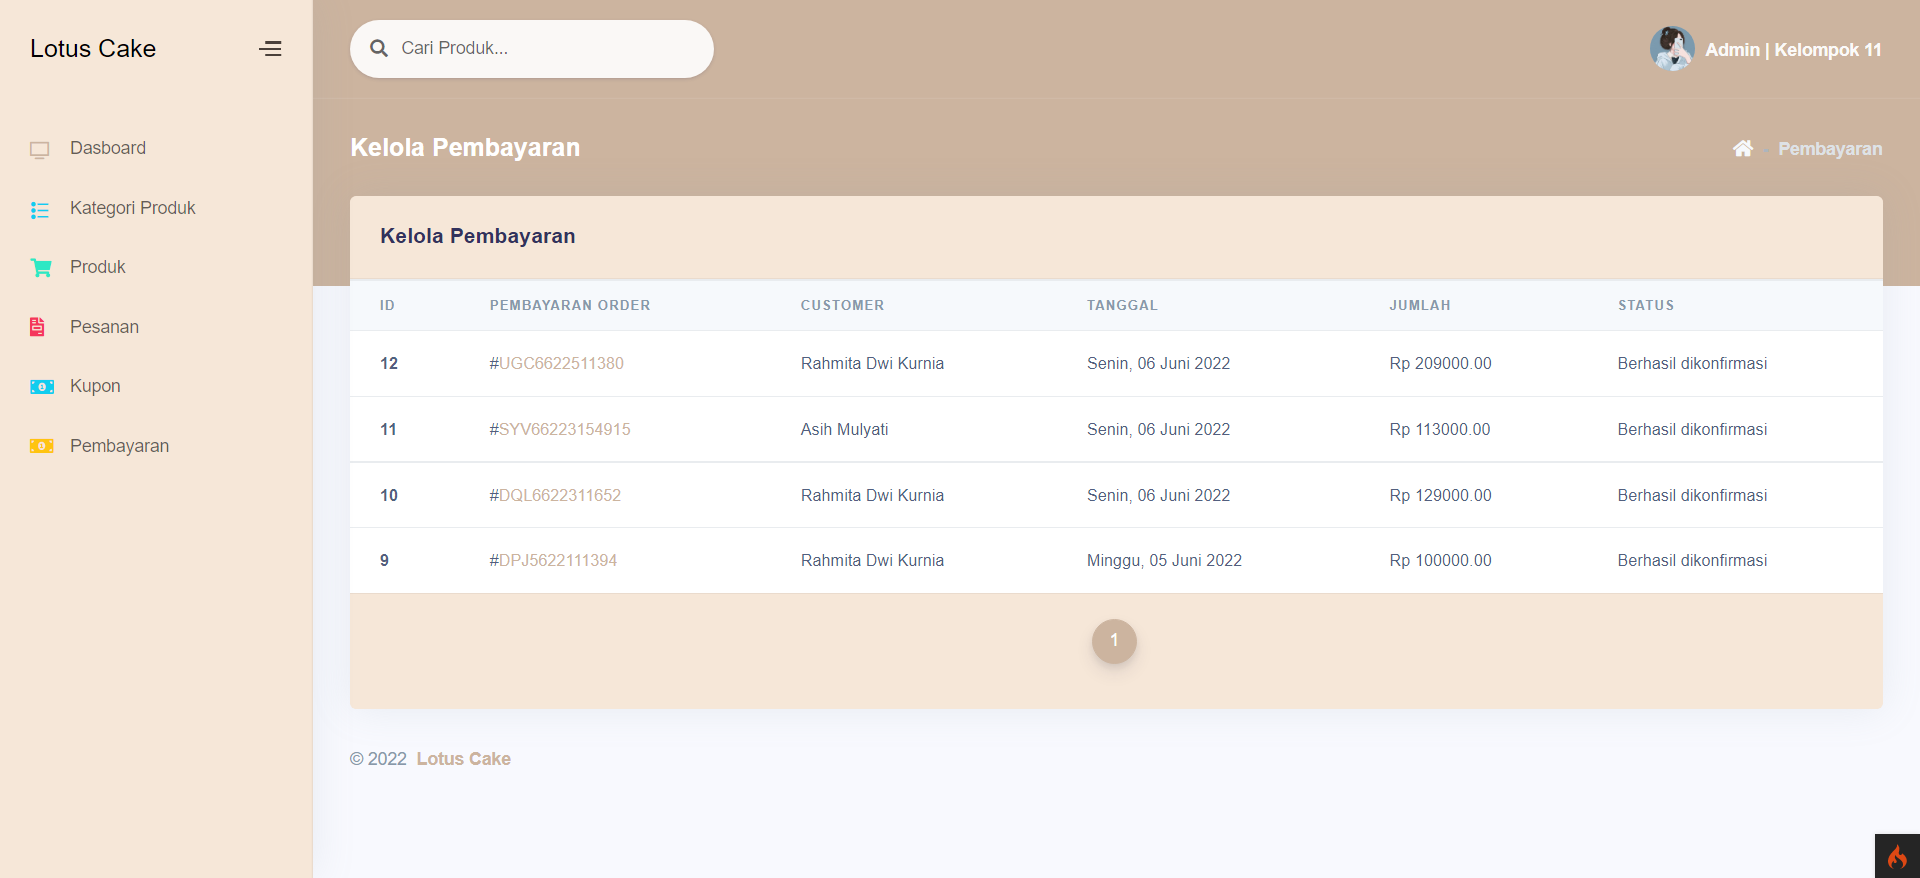 Lotus Cake
Cari Produk...
Admin | Kelompok 11
Dasboard
Kategori Produk
Produk
Pesanan
Kupon
Pembayaran
Kelola Pembayaran
Pembayaran
Kelola Pembayaran
ID PEMBAYARAN ORDER CUSTOMER TANGGAL JUMLAH STATUS
12 #UGC6622511380 Rahmita Dwi Kurnia Senin, 06 Juni 2022 Rp 209000.00 Berhasil dikonfirmasi
11 #SYV66223154915 Asih Mulyati Senin, 06 Juni 2022 Rp 113000.00 Berhasil dikonfirmasi
10 #DQL6622311652 Rahmita Dwi Kurnia Senin, 06 Juni 2022 Rp 129000.00 Berhasil dikonfirmasi
9 #DPJ5622111394 Rahmita Dwi Kurnia Minggu, 05 Juni 2022 Rp 100000.00 Berhasil dikonfirmasi
1
© 2022 Lotus Cake